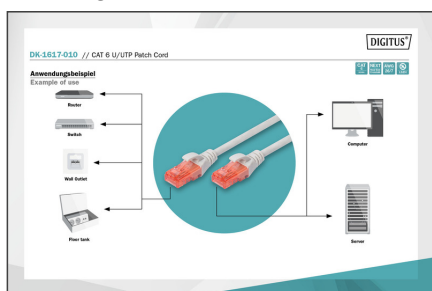 DIGITUS®
DK-1617-010 // CAT 6 U/UTP Patch Cord
Anwendungsbeispiel
Example of use
Router
Switch
Wall Outlet
Floor tank
Computer
Server